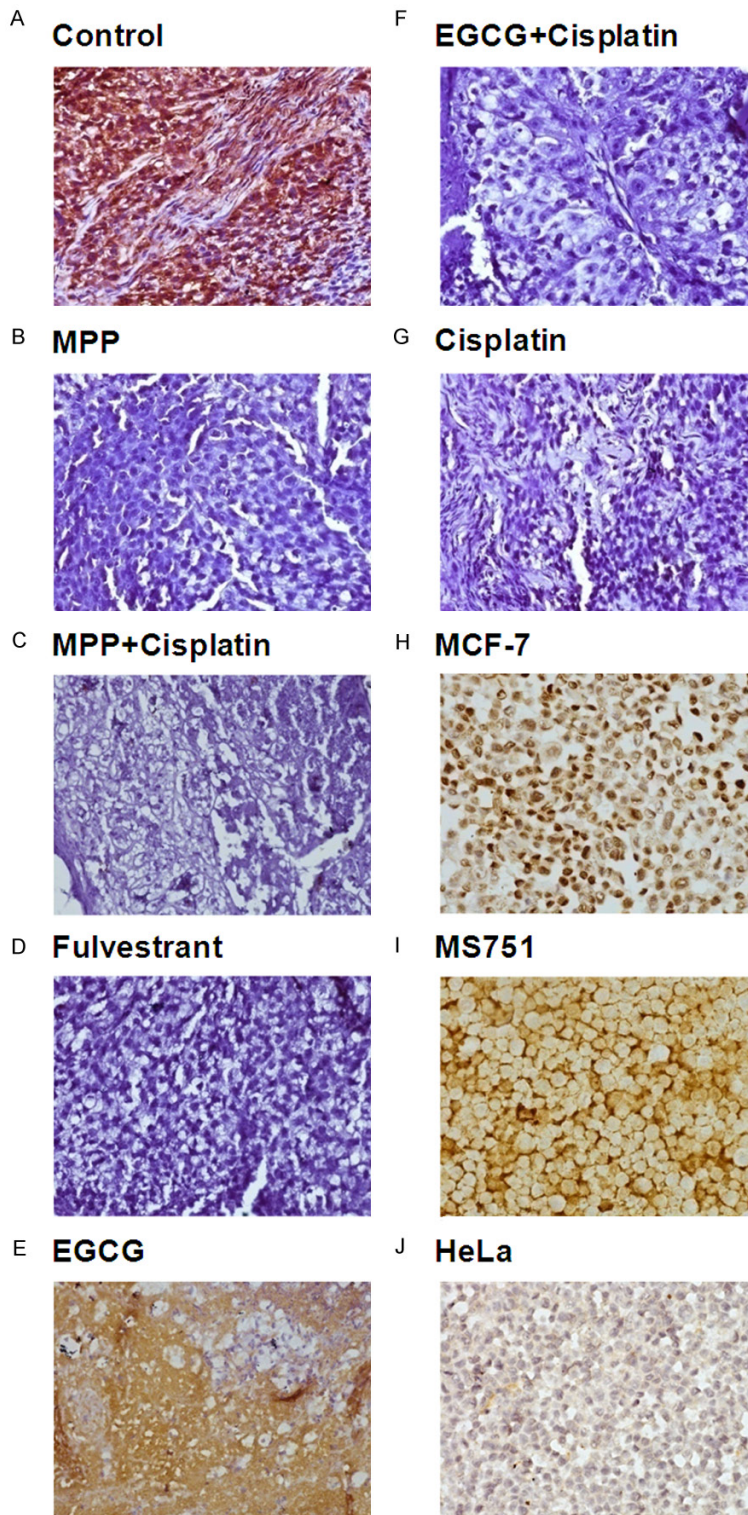 A Control
B MPP
C MPP+Cisplatin
D Fulvestrant
E EGCG
F EGCG+Cisplatin
G Cisplatin
H MCF-7
I MS751
J HeLa